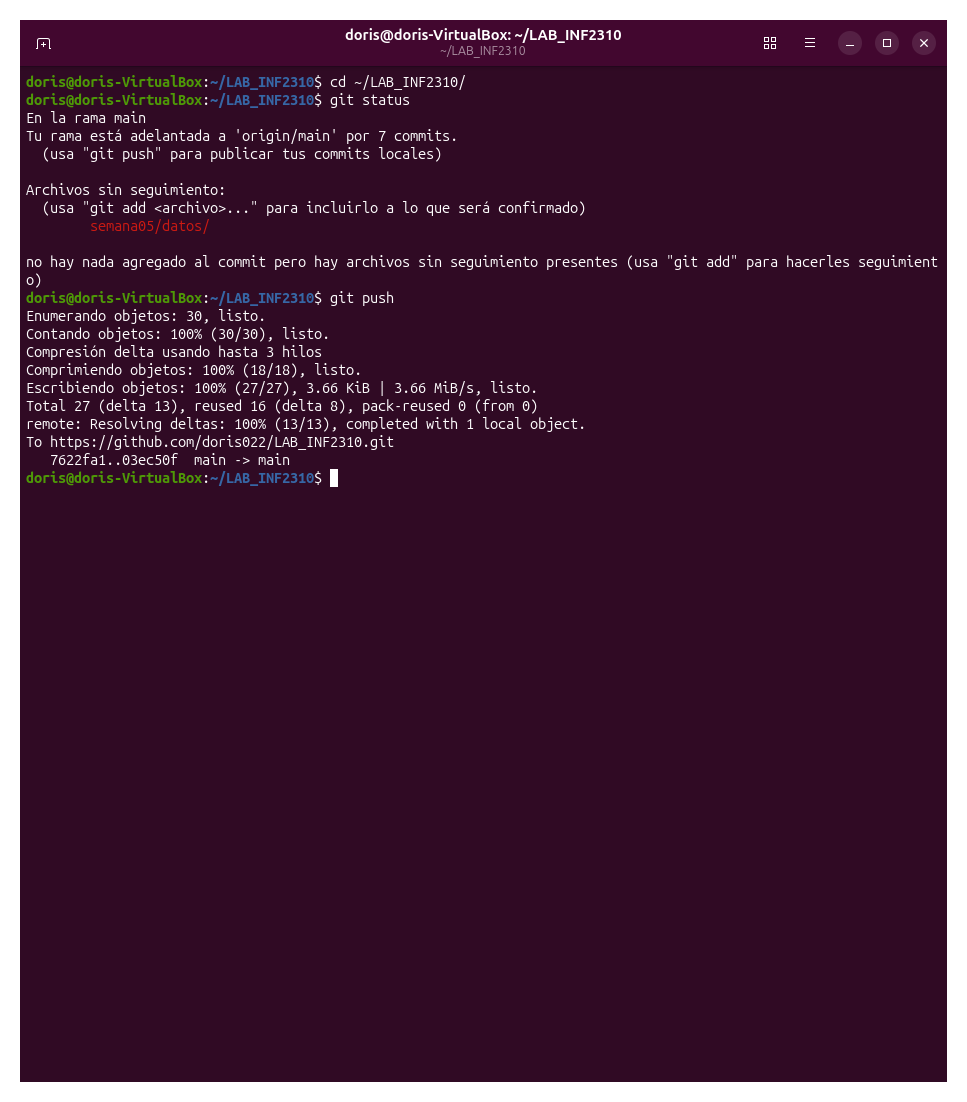 doris@doris-VirtualBox: ~/LAB_INF2310
~/LAB_INF2310
doris@doris-VirtualBox:~/LAB_INF2310$ cd ~/LAB_INF2310/
doris@doris-VirtualBox:~/LAB_INF2310$ git status
En la rama main
Tu rama está adelantada a 'origin/main' por 7 commits.
  (usa "git push" para publicar tus commits locales)

Archivos sin seguimiento:
  (usa "git add <archivo>..." para incluirlo a lo que será confirmado)
        semana05/datos/

no hay nada agregado al commit pero hay archivos sin seguimiento presentes (usa "git add" para hacerles seguimient
o)
doris@doris-VirtualBox:~/LAB_INF2310$ git push
Enumerando objetos: 30, listo.
Contando objetos: 100% (30/30), listo.
Compresión delta usando hasta 3 hilos
Comprimiendo objetos: 100% (18/18), listo.
Escribiendo objetos: 100% (27/27), 3.66 KiB | 3.66 MiB/s, listo.
Total 27 (delta 13), reused 16 (delta 8), pack-reused 0 (from 0)
remote: Resolving deltas: 100% (13/13), completed with 1 local object.
To https://github.com/doris022/LAB_INF2310.git
   7622fa1..03ec50f  main -> main
doris@doris-VirtualBox:~/LAB_INF2310$